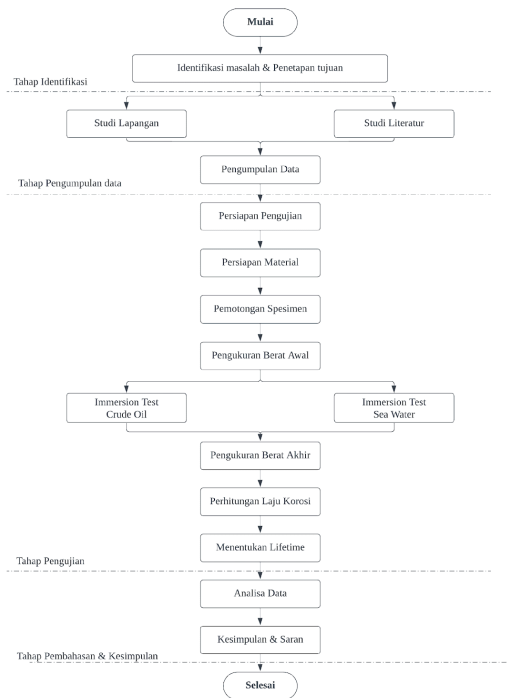 Mulai
Identifikasi masalah & Penetapan tujuan
Tahap Identifikasi
Studi Lapangan
Studi Literatur
Pengumpulan Data
Tahap Pengumpulan data
Persiapan Pengujian
Persiapan Material
Pemotongan Spesimen
Pengukuran Berat Awal
Immersion Test
Crude Oil
Immersion Test
Sea Water
Pengukuran Berat Akhir
Perhitungan Laju Korosi
Menentukan Lifetime
Tahap Pengujian
Analisa Data
Kesimpulan & Saran
Tahap Pembahasan & Kesimpulan
Selesai